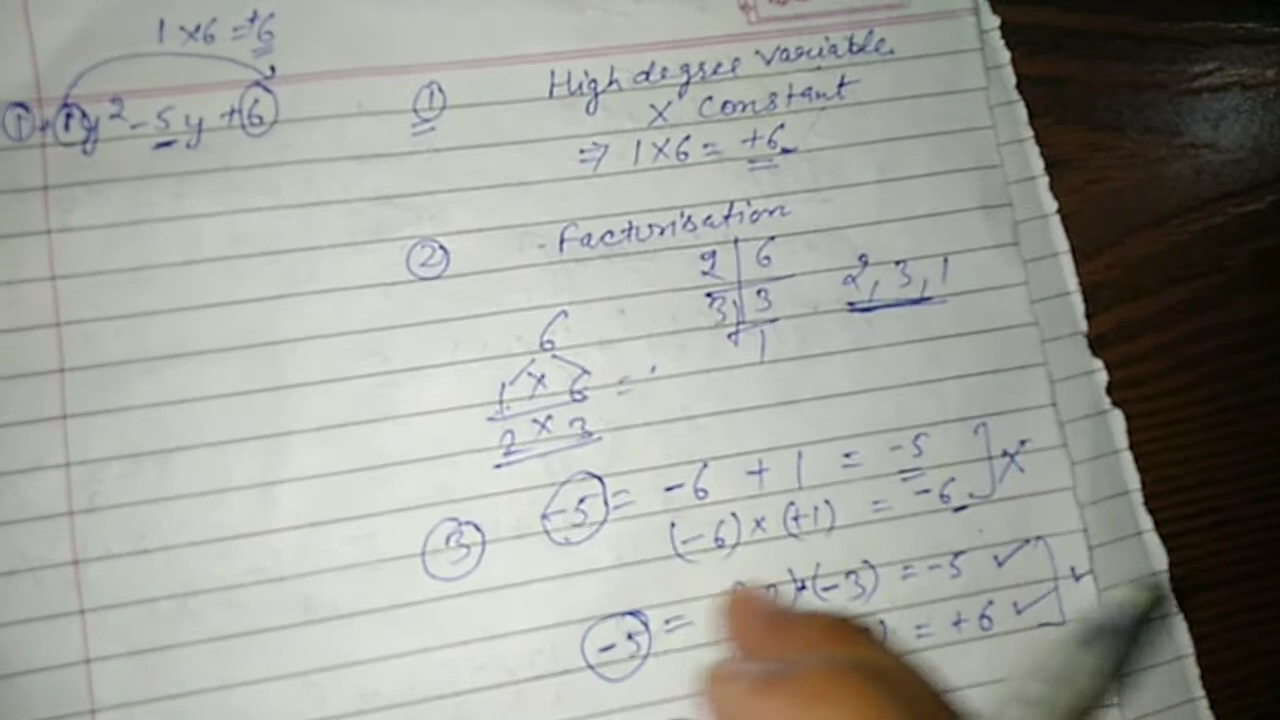 1 × 6 = +6
① 1y² - 5y + 6
① High degree variable
× Constant
⇒ 1×6 = +6
② Factorisation
2 | 6
3 | 3
1
2, 3, 1
6
1 × 6 =
2 × 3
③ -5 = -6 + 1 = -5
(-6) × (+1) = -6 ] ×
-5 = (-3) = -5 ✓
= +6 ✓ ] ✓